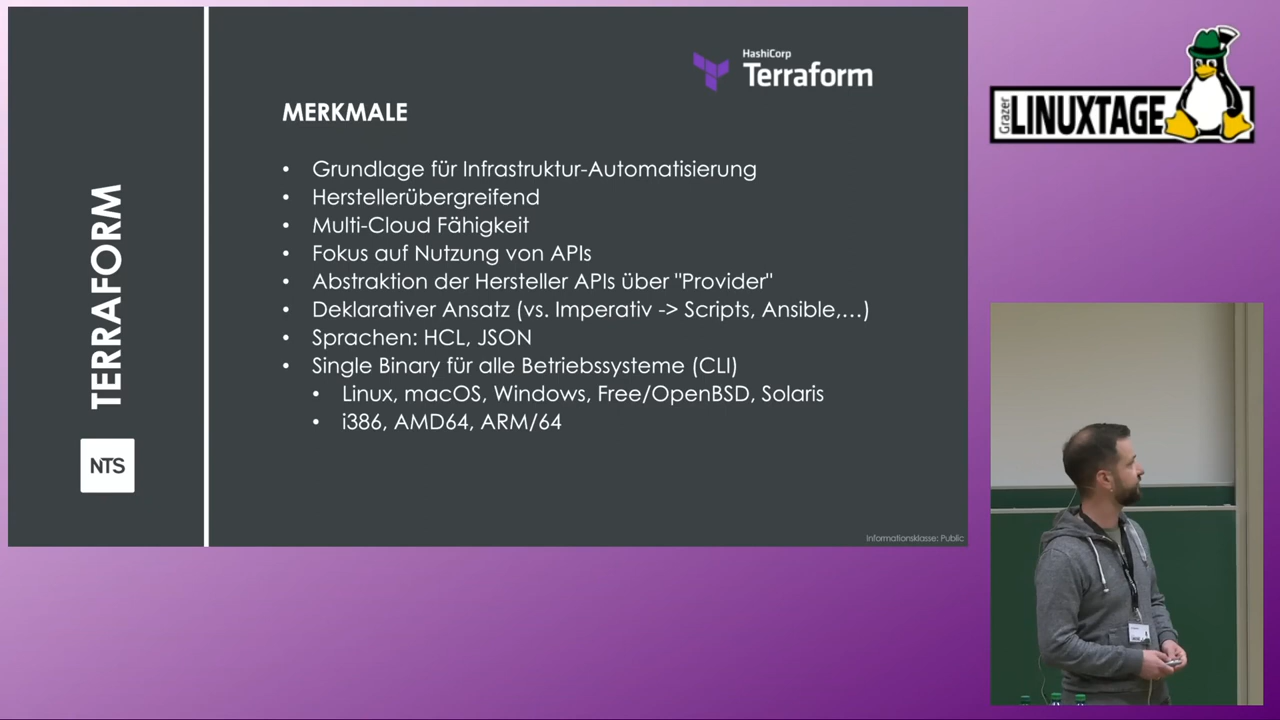 TERRAFORM
NTS
HashiCorp
Terraform
MERKMALE
• Grundlage für Infrastruktur-Automatisierung
• Herstellerübergreifend
• Multi-Cloud Fähigkeit
• Fokus auf Nutzung von APIs
• Abstraktion der Hersteller APIs über "Provider"
• Deklarativer Ansatz (vs. Imperativ -> Scripts, Ansible,...)
• Sprachen: HCL, JSON
• Single Binary für alle Betriebssysteme (CLI)
• Linux, macOS, Windows, Free/OpenBSD, Solaris
• i386, AMD64, ARM/64
Informationsklasse: Public
Grazer
LINUXTAGE